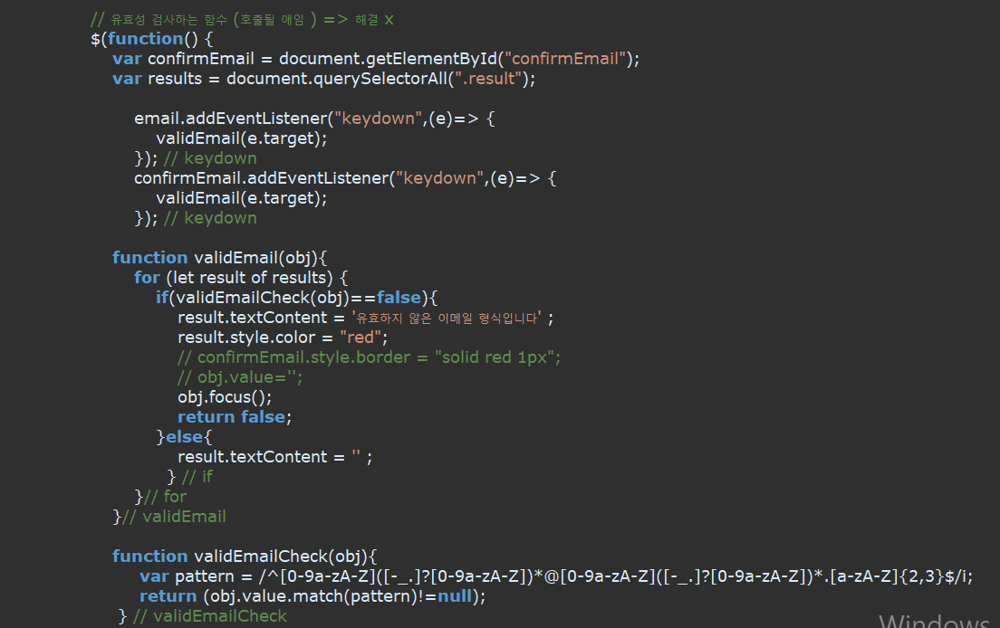 // 유효성 검사하는 함수 (호출될 애임 ) => 해결 x
$(function() {
var confirmEmail = document.getElementById("confirmEmail");
var results = document.querySelectorAll(".result");
email.addEventListener("keydown",(e)=> {
validEmail(e.target);
}); // keydown
confirmEmail.addEventListener("keydown",(e)=> {
validEmail(e.target);
}); // keydown
function validEmail(obj){
for (let result of results) {
if(validEmailCheck(obj)==false){
result.textContent = '유효하지 않은 이메일 형식입니다' ;
result.style.color = "red";
// confirmEmail.style.border = "solid red 1px";
// obj.value='';
obj.focus();
return false;
}else{
result.textContent = '' ;
} // if
}// for
}// validEmail
function validEmailCheck(obj){
var pattern = /^[0-9a-zA-Z]([-_.]?[0-9a-zA-Z])*@[0-9a-zA-Z]([-_.]?[0-9a-zA-Z])*.[a-zA-Z]{2,3}$/i;
return (obj.value.match(pattern)!=null);
} // validEmailCheck
Windows